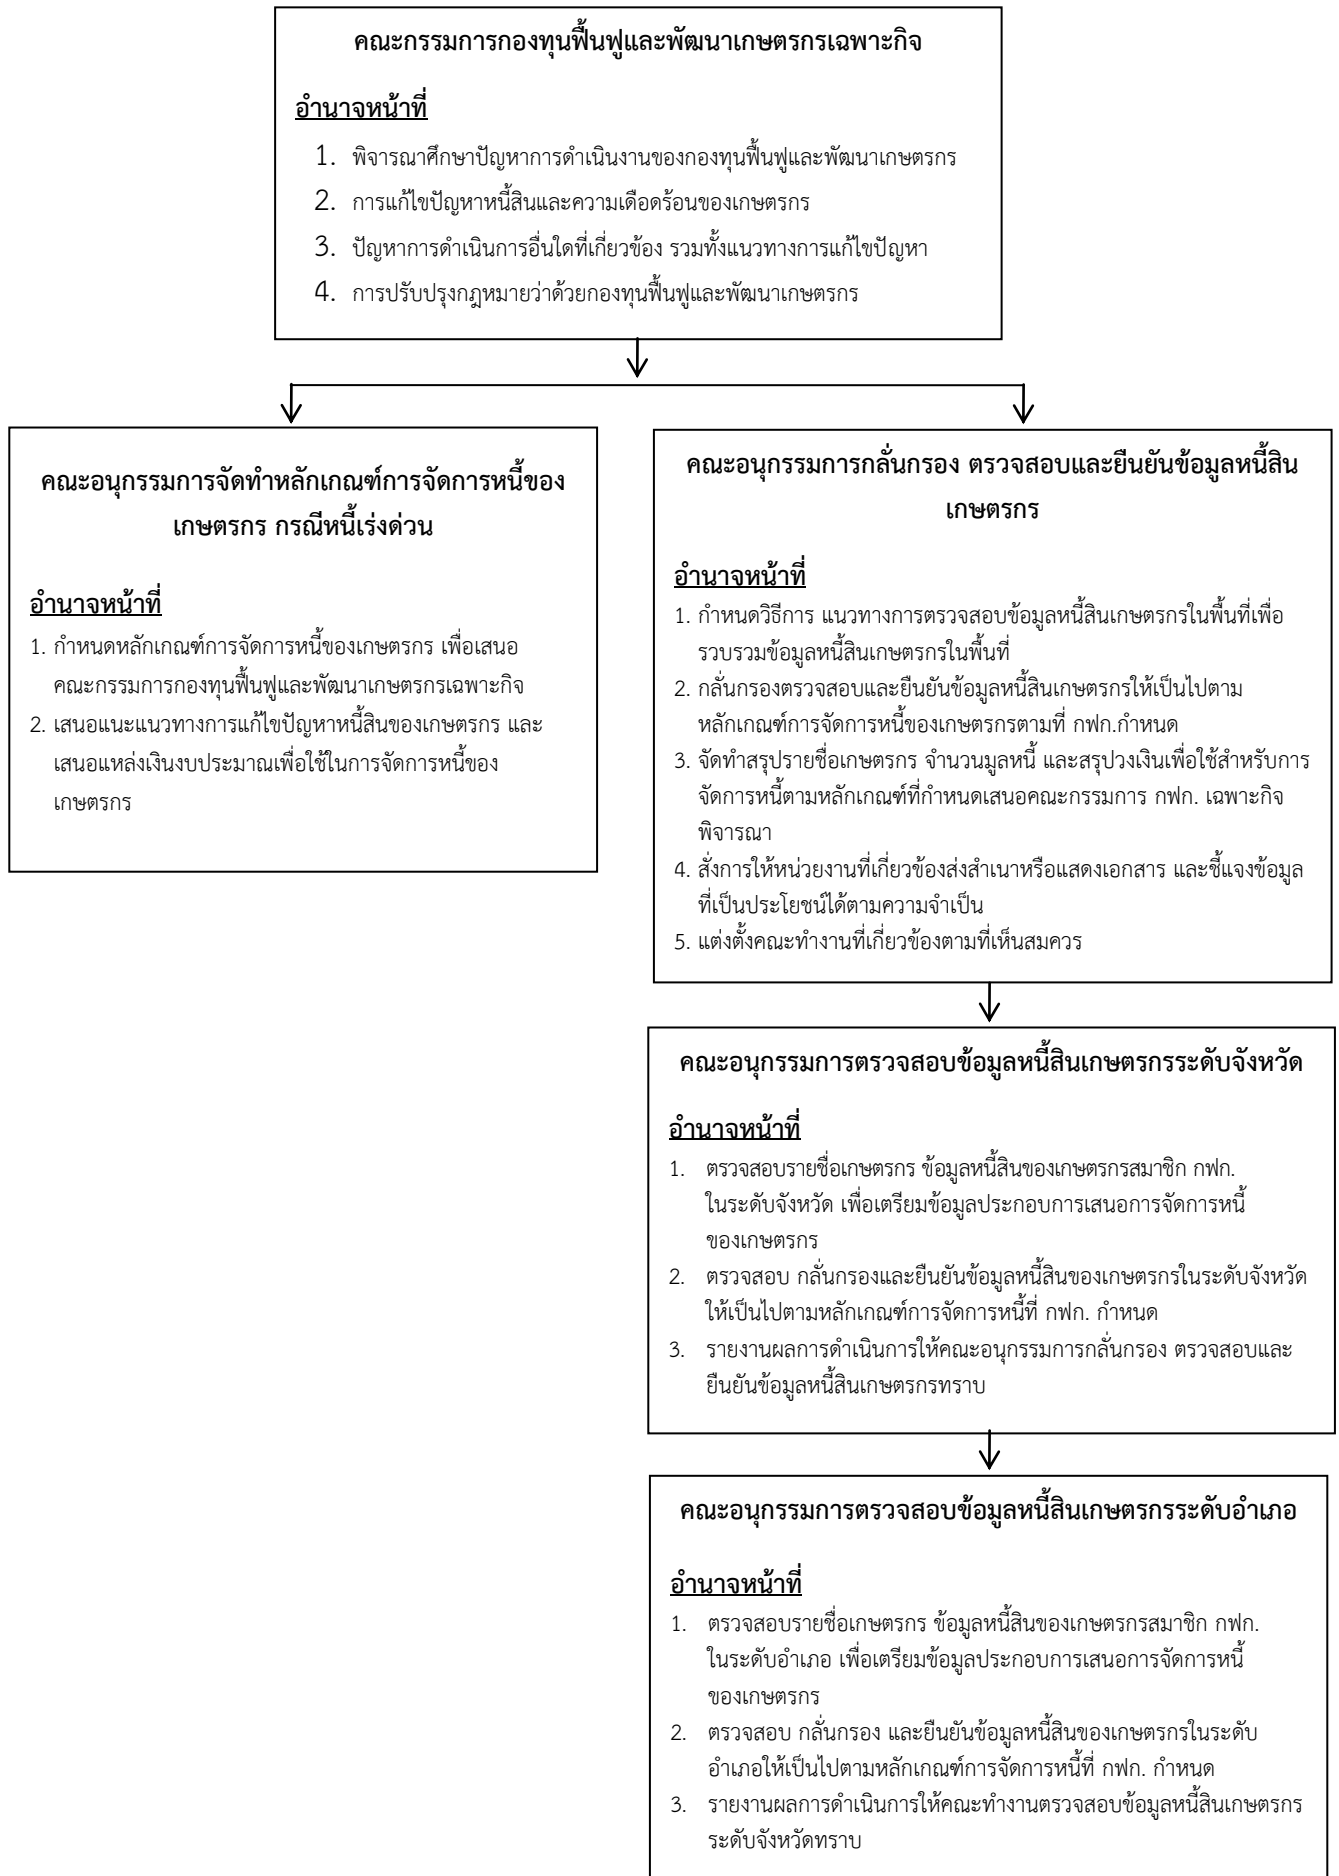 คณะกรรมการกองทุนฟื้นฟูและพัฒนาเกษตรกรเฉพาะกิจ
อำนาจหน้าที่
1. พิจารณาศึกษาปัญหาการดำเนินงานของกองทุนฟื้นฟูและพัฒนาเกษตรกร
2. การแก้ไขปัญหาหนี้สินและความเดือดร้อนของเกษตรกร
3. ปัญหาการดำเนินการอื่นใดที่เกี่ยวข้อง รวมทั้งแนวทางการแก้ไขปัญหา
4. การปรับปรุงกฎหมายว่าด้วยกองทุนฟื้นฟูและพัฒนาเกษตรกร
คณะอนุกรรมการจัดทำหลักเกณฑ์การจัดการหนี้ของ
เกษตรกร กรณีหนี้เร่งด่วน
อำนาจหน้าที่
1. กำหนดหลักเกณฑ์การจัดการหนี้ของเกษตรกร เพื่อเสนอ
คณะกรรมการกองทุนฟื้นฟูและพัฒนาเกษตรกรเฉพาะกิจ
2. เสนอแนะแนวทางการแก้ไขปัญหาหนี้สินของเกษตรกร และ
เสนอแหล่งเงินงบประมาณเพื่อใช้ในการจัดการหนี้ของ
เกษตรกร
คณะอนุกรรมการกลั่นกรอง ตรวจสอบและยืนยันข้อมูลหนี้สิน
เกษตรกร
อำนาจหน้าที่
1. กำหนดวิธีการ แนวทางการตรวจสอบข้อมูลหนี้สินเกษตรกรในพื้นที่เพื่อ
รวบรวมข้อมูลหนี้สินเกษตรกรในพื้นที่
2. กลั่นกรองตรวจสอบและยืนยันข้อมูลหนี้สินเกษตรกรให้เป็นไปตาม
หลักเกณฑ์การจัดการหนี้ของเกษตรกรตามที่ กฟก.กำหนด
3. จัดทำสรุปรายชื่อเกษตรกร จำนวนมูลหนี้ และสรุปวงเงินเพื่อใช้สำหรับการ
จัดการหนี้ตามหลักเกณฑ์ที่กำหนดเสนอคณะกรรมการ กฟก. เฉพาะกิจ
พิจารณา
4. สั่งการให้หน่วยงานที่เกี่ยวข้องส่งสำเนาหรือแสดงเอกสาร และชี้แจงข้อมูล
ที่เป็นประโยชน์ได้ตามความจำเป็น
5. แต่งตั้งคณะทำงานที่เกี่ยวข้องตามที่เห็นสมควร
คณะอนุกรรมการตรวจสอบข้อมูลหนี้สินเกษตรกรระดับจังหวัด
อำนาจหน้าที่
1. ตรวจสอบรายชื่อเกษตรกร ข้อมูลหนี้สินของเกษตรกรสมาชิก กฟก.
ในระดับจังหวัด เพื่อเตรียมข้อมูลประกอบการเสนอการจัดการหนี้
ของเกษตรกร
2. ตรวจสอบ กลั่นกรองและยืนยันข้อมูลหนี้สินของเกษตรกรในระดับจังหวัด
ให้เป็นไปตามหลักเกณฑ์การจัดการหนี้ที่ กฟก. กำหนด
3. รายงานผลการดำเนินการให้คณะอนุกรรมการกลั่นกรอง ตรวจสอบและ
ยืนยันข้อมูลหนี้สินเกษตรกรทราบ
คณะอนุกรรมการตรวจสอบข้อมูลหนี้สินเกษตรกรระดับอำเภอ
อำนาจหน้าที่
1. ตรวจสอบรายชื่อเกษตรกร ข้อมูลหนี้สินของเกษตรกรสมาชิก กฟก.
ในระดับอำเภอ เพื่อเตรียมข้อมูลประกอบการเสนอการจัดการหนี้
ของเกษตรกร
2. ตรวจสอบ กลั่นกรอง และยืนยันข้อมูลหนี้สินของเกษตรกรในระดับ
อำเภอให้เป็นไปตามหลักเกณฑ์การจัดการหนี้ที่ กฟก. กำหนด
3. รายงานผลการดำเนินการให้คณะทำงานตรวจสอบข้อมูลหนี้สินเกษตรกร
ระดับจังหวัดทราบ